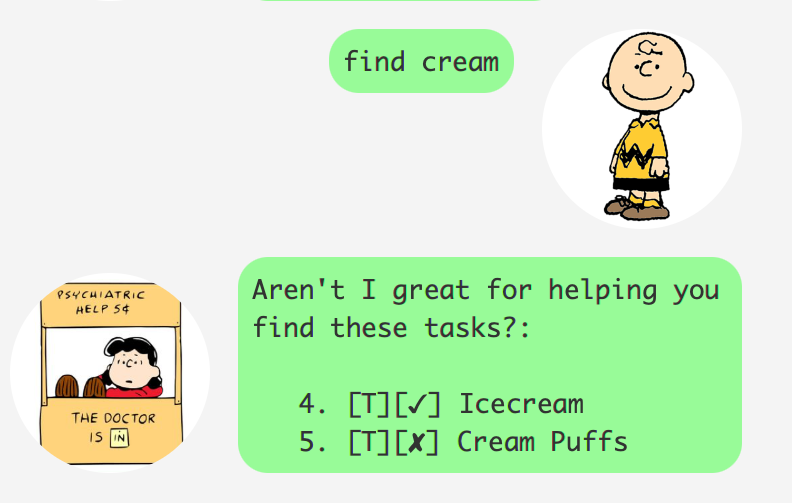 find cream
PSYCHIATRIC
HELP 5¢
THE DOCTOR
IS IN
Aren't I great for helping you
find these tasks?:
4. [T][✓] Icecream
5. [T][✗] Cream Puffs